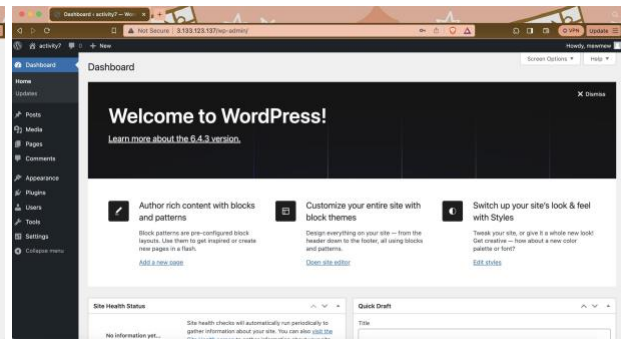 Dashboard ‹ activity7 — Wor
Not Secure | 3.133.123.137/wp-admin/
VPN
Update
activity7
0
+ New
Howdy, mewmew
Dashboard
Home
Updates
Posts
Media
Pages
Comments
Appearance
Plugins
Users
Tools
Settings
Collapse menu
Dashboard
Screen Options
Help
Dismiss
Welcome to WordPress!
Learn more about the 6.4.3 version.
Author rich content with blocks
and patterns
Block patterns are pre-configured block
layouts. Use them to get inspired or create
new pages in a flash.
Add a new page
Customize your entire site with
block themes
Design everything on your site — from the
header down to the footer, all using blocks
and patterns.
Open site editor
Switch up your site's look & feel
with Styles
Tweak your site, or give it a whole new look!
Get creative — how about a new color
palette or font?
Edit styles
Site Health Status
No information yet...
Site health checks will automatically run periodically to
gather information about your site. You can also visit the
Quick Draft
Title